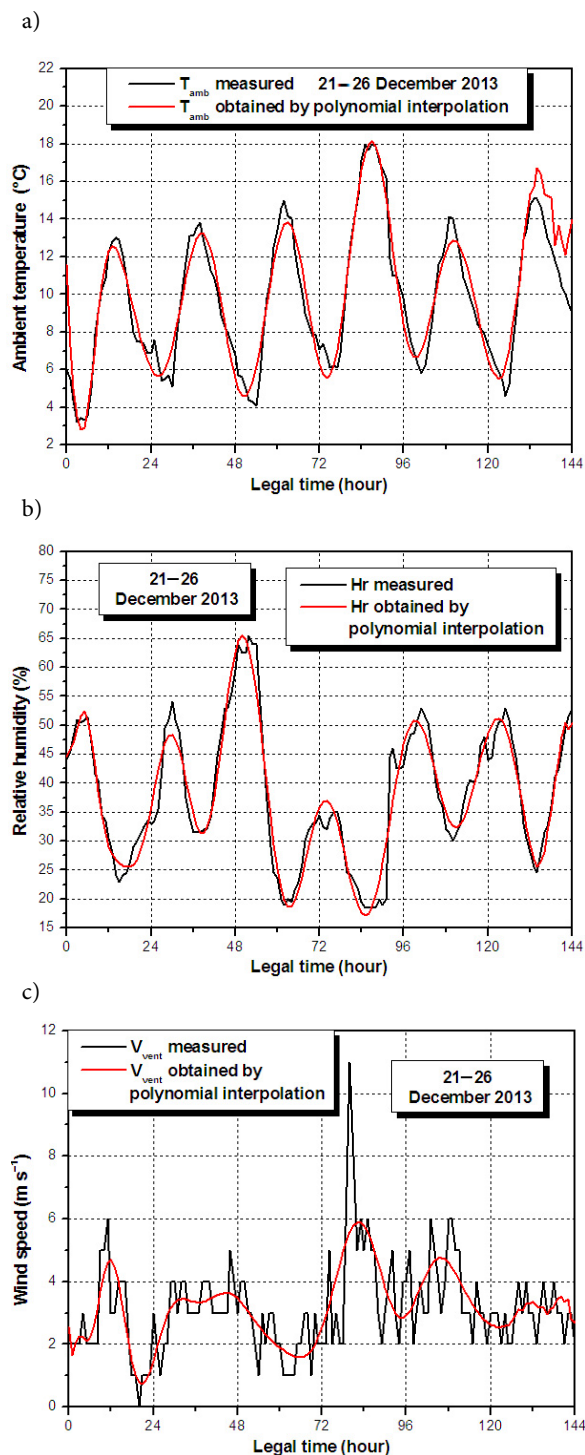 a)
T amb measured 21–26 December 2013
T amb obtained by polynomial interpolation
22
20
18
16
14
12
10
8
6
4
2
Ambient temperature (°C)
0 24 48 72 96 120 144
Legal time (hour)
b)
21–26
December 2013
Hr measured
Hr obtained by
polynomial interpolation
80
75
70
65
60
55
50
45
40
35
30
25
20
15
Relative humidity (%)
0 24 48 72 96 120 144
Legal time (hour)
c)
V vent measured
V vent obtained by
polynomial interpolation
21–26
December 2013
12
10
8
6
4
2
0
Wind speed (m s⁻¹)
0 24 48 72 96 120 144
Legal time (hour)